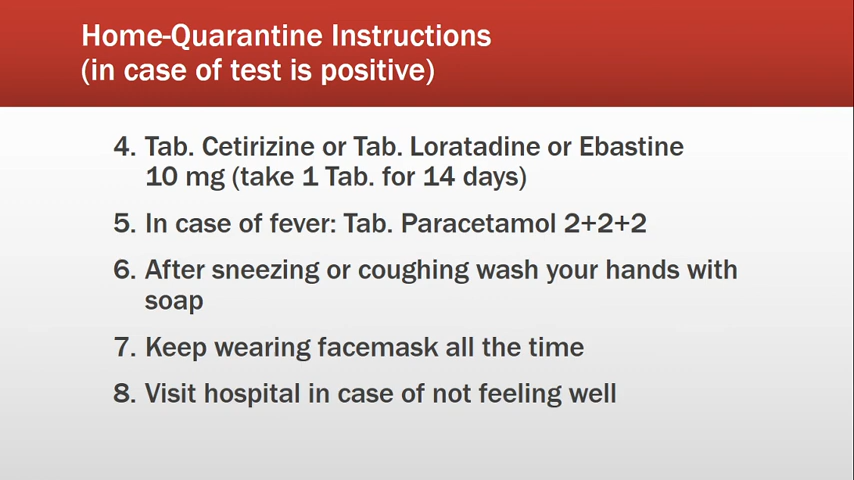 Home-Quarantine Instructions
(in case of test is positive)
4. Tab. Cetirizine or Tab. Loratadine or Ebastine
10 mg (take 1 Tab. for 14 days)
5. In case of fever: Tab. Paracetamol 2+2+2
6. After sneezing or coughing wash your hands with
soap
7. Keep wearing facemask all the time
8. Visit hospital in case of not feeling well